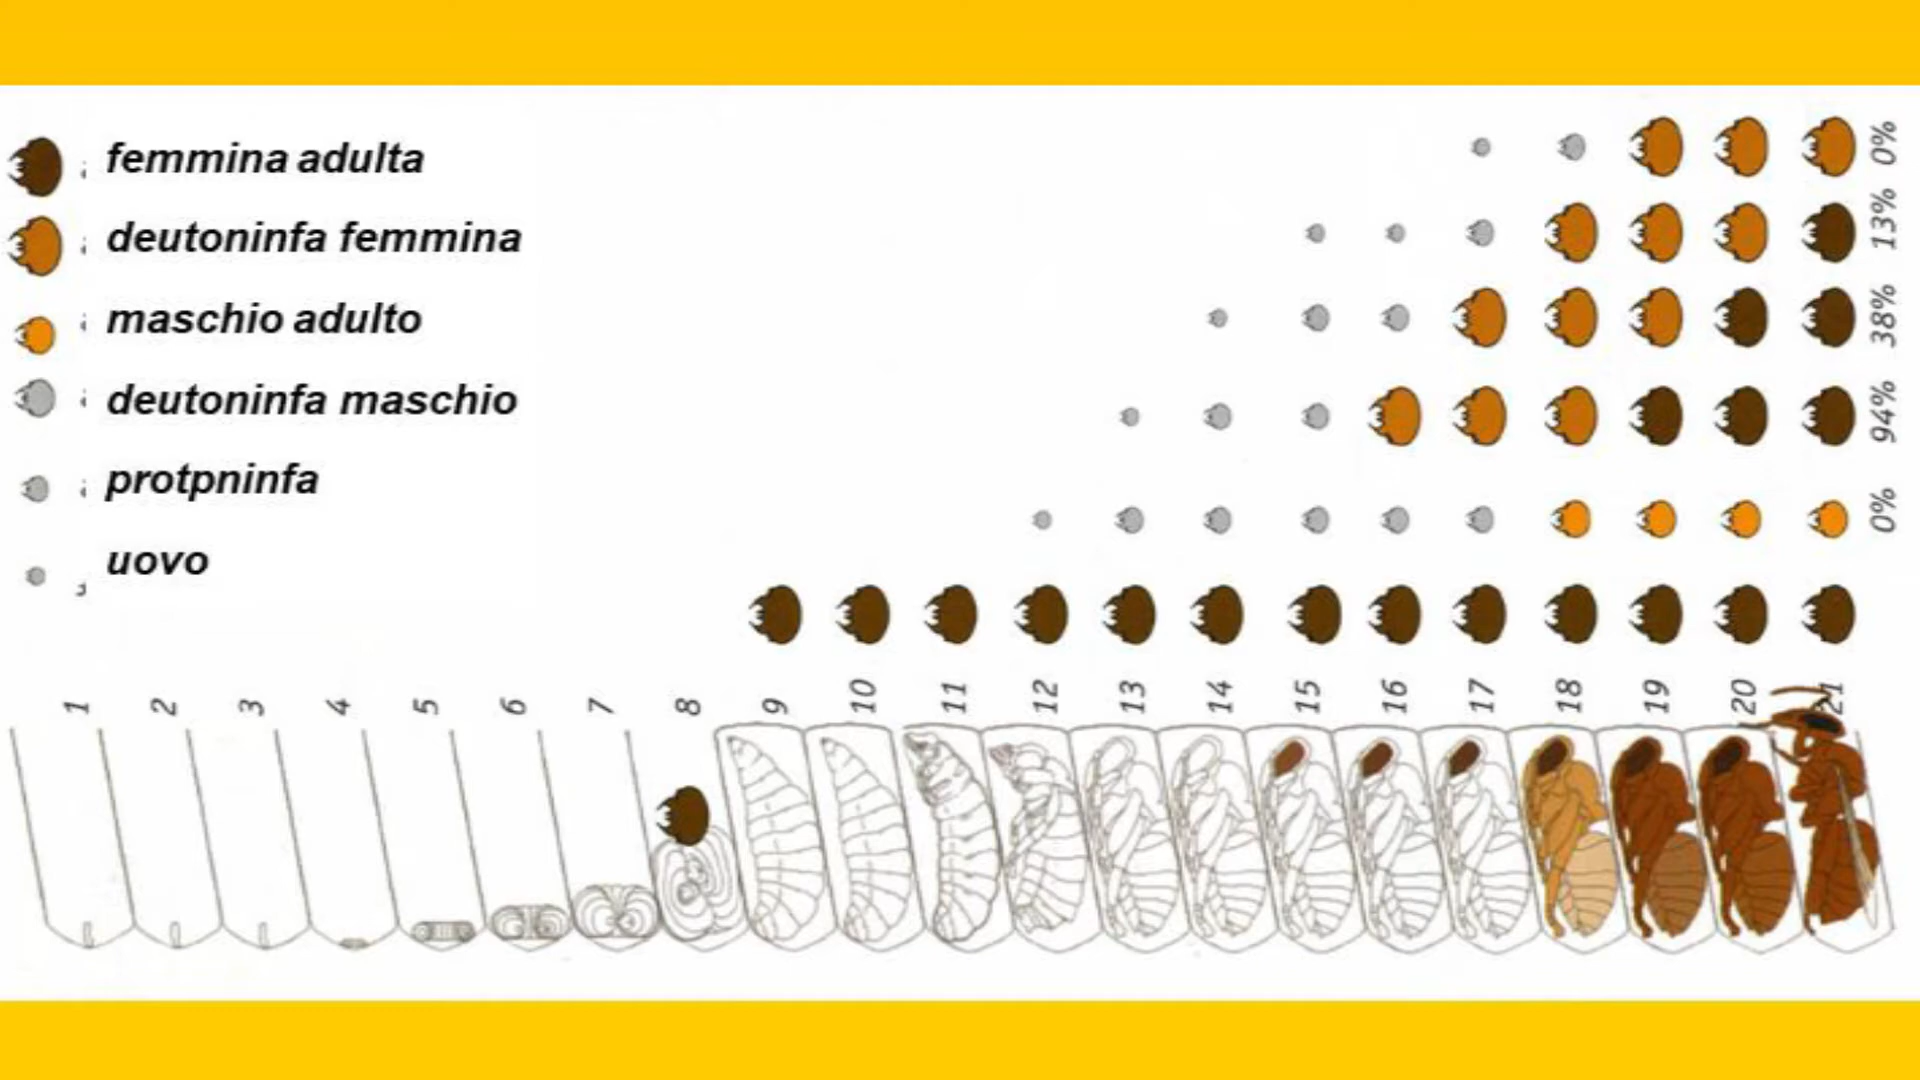 femmina adulta
deutoninfa femmina
maschio adulto
deutoninfa maschio
protpninfa
uovo
0%
13%
38%
94%
0%
1 2 3 4 5 6 7 8 9 10 11 12 13 14 15 16 17 18 19 20 21